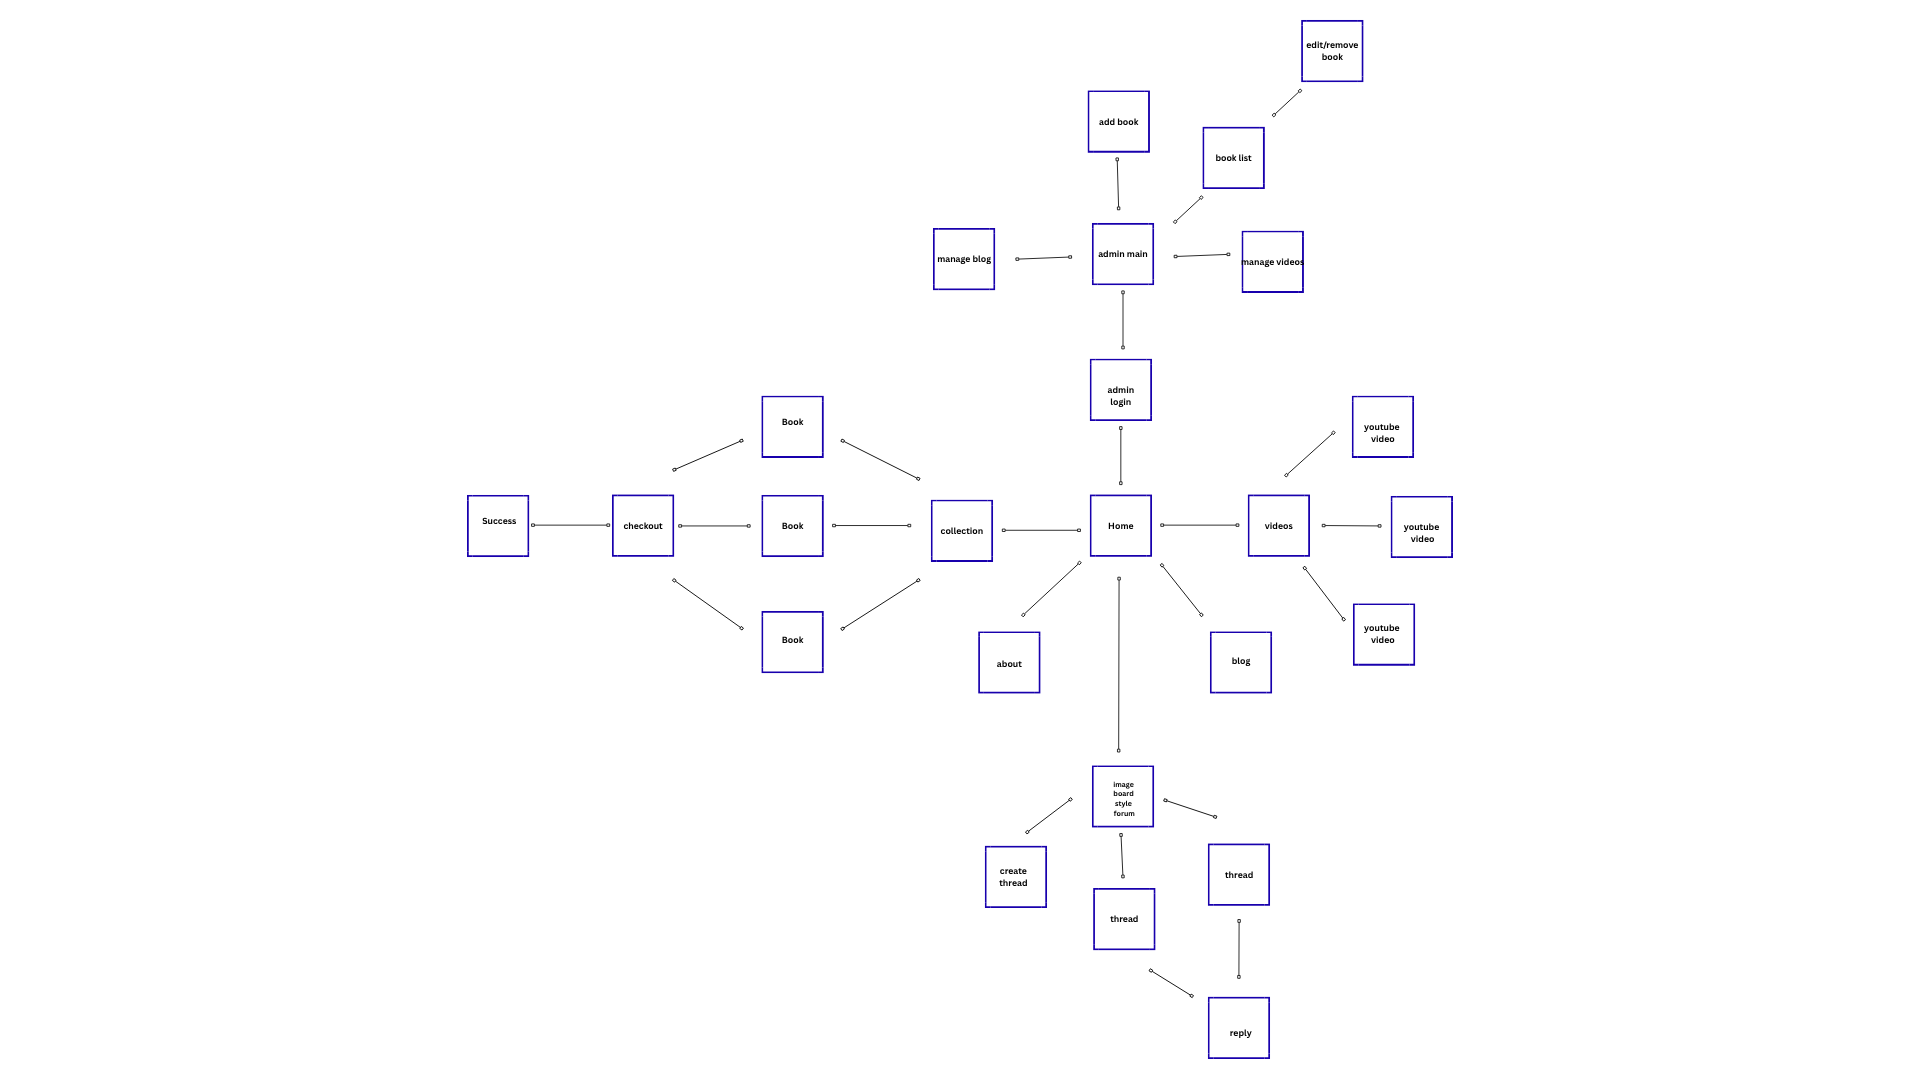 edit/remove
book
add book
book list
manage blog
admin main
manage videos
admin
login
Book
youtube
video
Success
checkout
Book
collection
Home
videos
youtube
video
Book
about
blog
youtube
video
image
board
style
forum
create
thread
thread
thread
reply